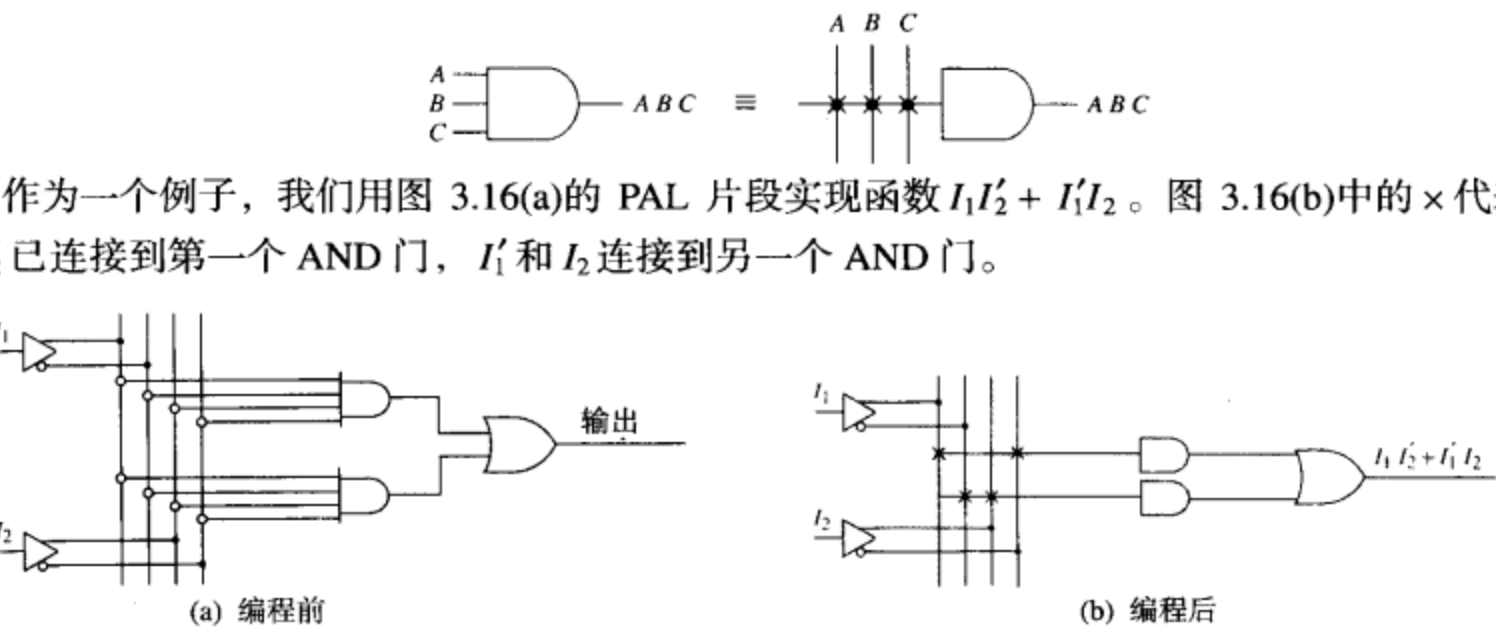 A B C
A
B
C
A B C
≡
A B C
作为一个例子，我们用图 3.16(a)的 PAL 片段实现函数 I₁I₂′ + I₁′I₂ 。图 3.16(b)中的 × 代
已连接到第一个 AND 门， I₁′ 和 I₂ 连接到另一个 AND 门。
1
输出
2
(a) 编程前
I₁
I₂
I₁ I₂′ + I₁′ I₂
(b) 编程后